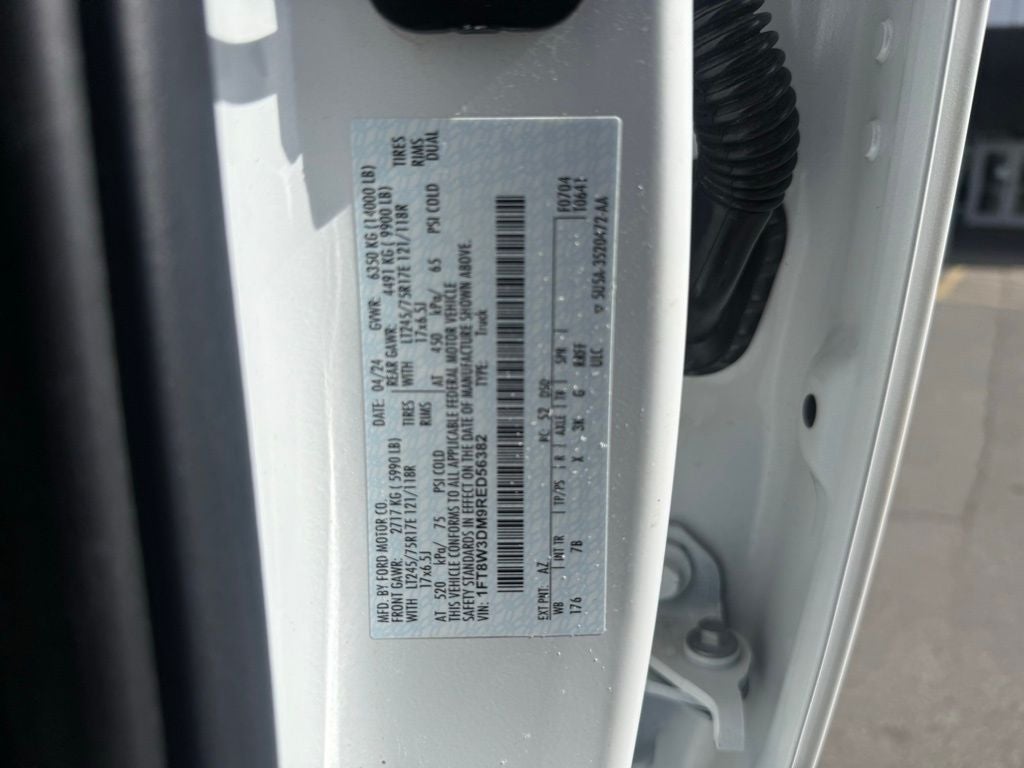 MFD. BY FORD MOTOR CO.
DATE: 04/24 GVWR: 6350 KG (14000 LB)
FRONT GAWR: 2717 KG ( 5990 LB)
REAR GAWR: 4491 KG ( 9900 LB)
WITH LT245/75R17E 121/118R TIRES
WITH LT245/75R17E 121/118R TIRES
17x6.5J RIMS
17x6.5J RIMS
AT 520 kPa/ 75 PSI COLD
AT 450 kPa/ 65 PSI COLD DUAL
THIS VEHICLE CONFORMS TO ALL APPLICABLE FEDERAL MOTOR VEHICLE
SAFETY STANDARDS IN EFFECT ON THE DATE OF MANUFACTURE SHOWN ABOVE.
VIN: 1FT8W3DM9RED56382 TYPE: Truck
F0704
10641
EXT PNT: AZ PC 52 DSO
WB INT TR TP/PS R AXLE TR SPR
176 7B X 3K G RAFF
ULC
5U5A-3520472-AA